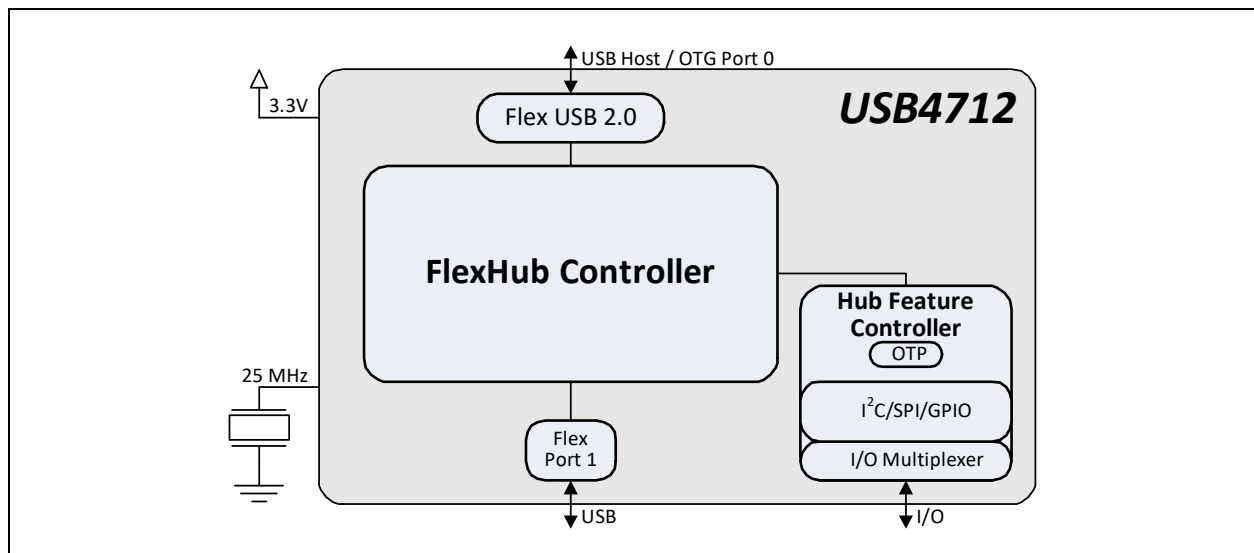 USB Host / OTG Port 0
3.3V
Flex USB 2.0
USB4712
FlexHub Controller
Hub Feature
Controller
OTP
25 MHz
I²C/SPI/GPIO
Flex
Port 1
I/O Multiplexer
USB
I/O